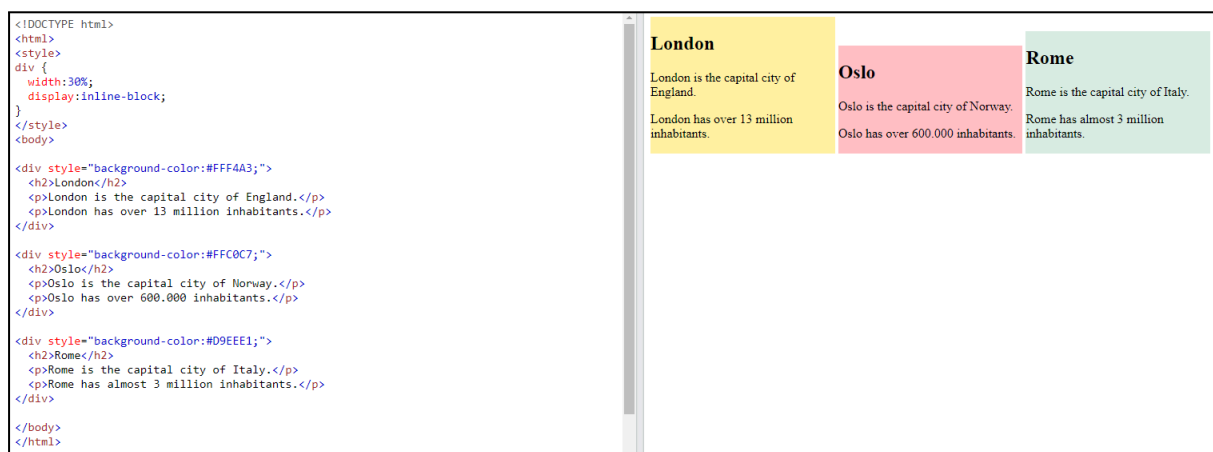 <!DOCTYPE html>
<html>
<style>
div {
  width:30%;
  display:inline-block;
}
</style>
<body>

<div style="background-color:#FFF4A3;">
  <h2>London</h2>
  <p>London is the capital city of England.</p>
  <p>London has over 13 million inhabitants.</p>
</div>

<div style="background-color:#FFC0C7;">
  <h2>Oslo</h2>
  <p>Oslo is the capital city of Norway.</p>
  <p>Oslo has over 600.000 inhabitants.</p>
</div>

<div style="background-color:#D9EEE1;">
  <h2>Rome</h2>
  <p>Rome is the capital city of Italy.</p>
  <p>Rome has almost 3 million inhabitants.</p>
</div>

</body>
</html>
London
London is the capital city of
England.
London has over 13 million
inhabitants.
Oslo
Oslo is the capital city of Norway.
Oslo has over 600.000 inhabitants.
Rome
Rome is the capital city of Italy.
Rome has almost 3 million
inhabitants.